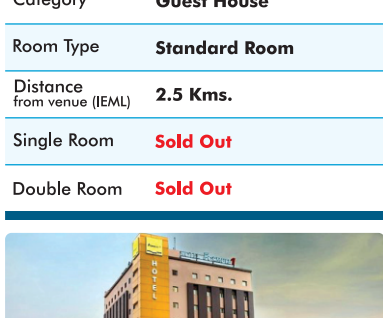 Category Guest House
Room Type Standard Room
Distance
from venue (IEML) 2.5 Kms.
Single Room Sold Out
Double Room Sold Out
HOTEL